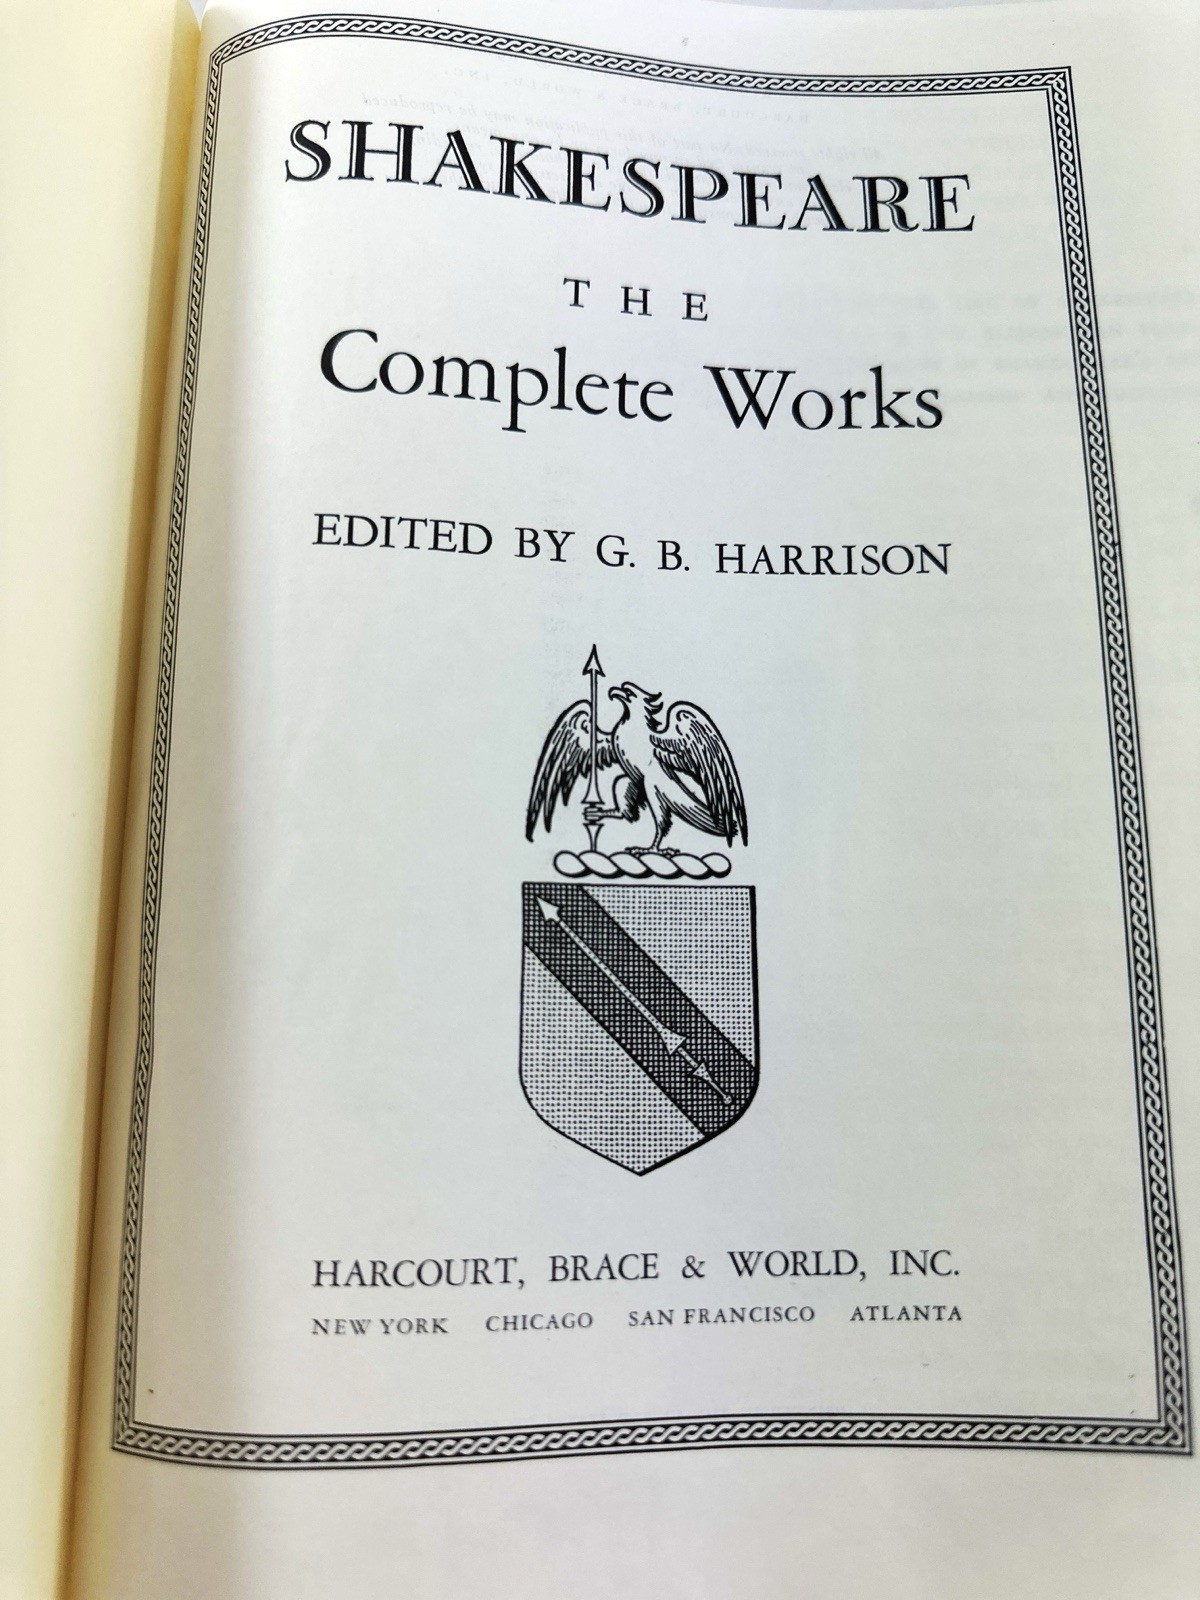 SHAKESPEARE
THE
Complete Works
EDITED BY G. B. HARRISON
HARCOURT, BRACE & WORLD, INC.
NEW YORK CHICAGO SAN FRANCISCO ATLANTA